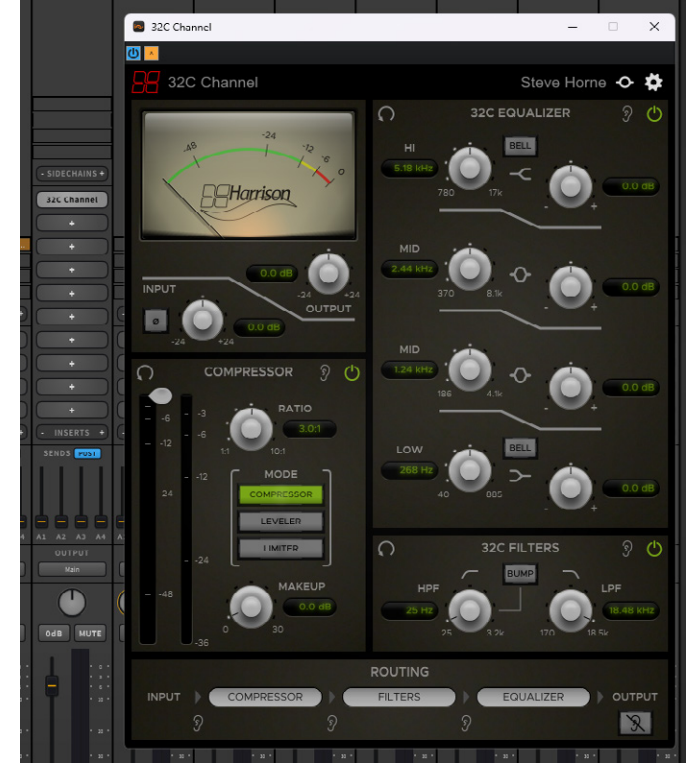 32C Channel
32C Channel
Steve Horne
-48
-24
-12
-6
0
Harrison
INPUT
0.0 dB
-24
+24
OUTPUT
ø
0.0 dB
-24
+24
COMPRESSOR
-6
-12
24
-48
-3
-6
-12
-24
-36
RATIO
3.0:1
1:1
10:1
MODE
COMPRESSOR
LEVELER
LIMITER
MAKEUP
0.0 dB
0
30
32C EQUALIZER
HI
5.19 kHz
780
17k
BELL
0.0 dB
-
+
MID
2.44 kHz
370
8.1k
0.0 dB
-
+
MID
1.24 kHz
186
4.1k
0.0 dB
-
+
LOW
268 Hz
40
885
BELL
0.0 dB
-
+
32C FILTERS
HPF
25 Hz
25
3.2k
BUMP
LPF
18.48 kHz
170
18.5k
ROUTING
INPUT
COMPRESSOR
FILTERS
EQUALIZER
OUTPUT
- SIDECHAINS +
32C Channel
+
+
+
+
+
+
+
+
+
- INSERTS +
SENDS POST
A1 A2 A3 A4
OUTPUT
Main
0dB MUTE